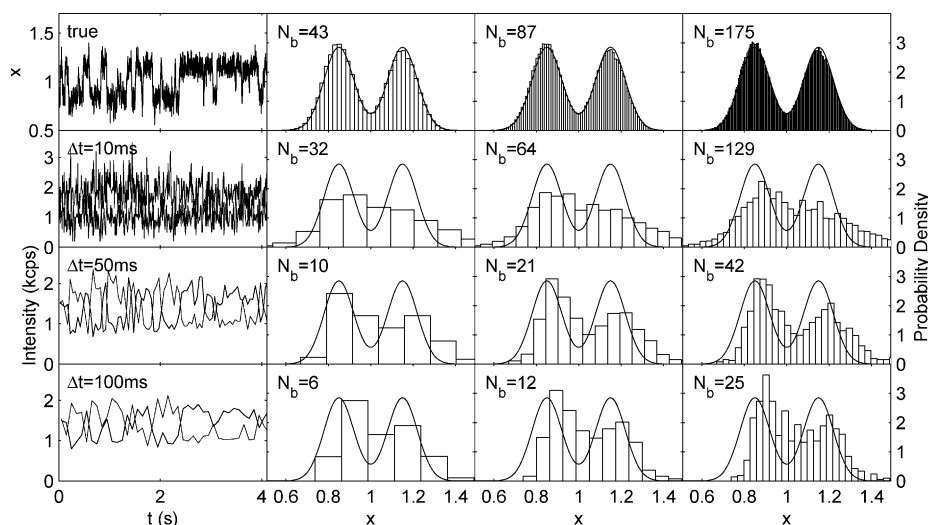 true
N_b=43
N_b=87
N_b=175
1.5
1
0.5
x
3
2
1
0
Δt=10ms
N_b=32
N_b=64
N_b=129
3
2
1
0
3
2
1
0
Δt=50ms
N_b=10
N_b=21
N_b=42
2
1
0
3
2
1
0
Intensity (kcps)
Probability Density
Δt=100ms
N_b=6
N_b=12
N_b=25
2
1
0
3
2
1
0
0 2 4
0.6 0.8 1 1.2 1.4
0.6 0.8 1 1.2 1.4
0.6 0.8 1 1.2 1.4
t (s)
x
x
x